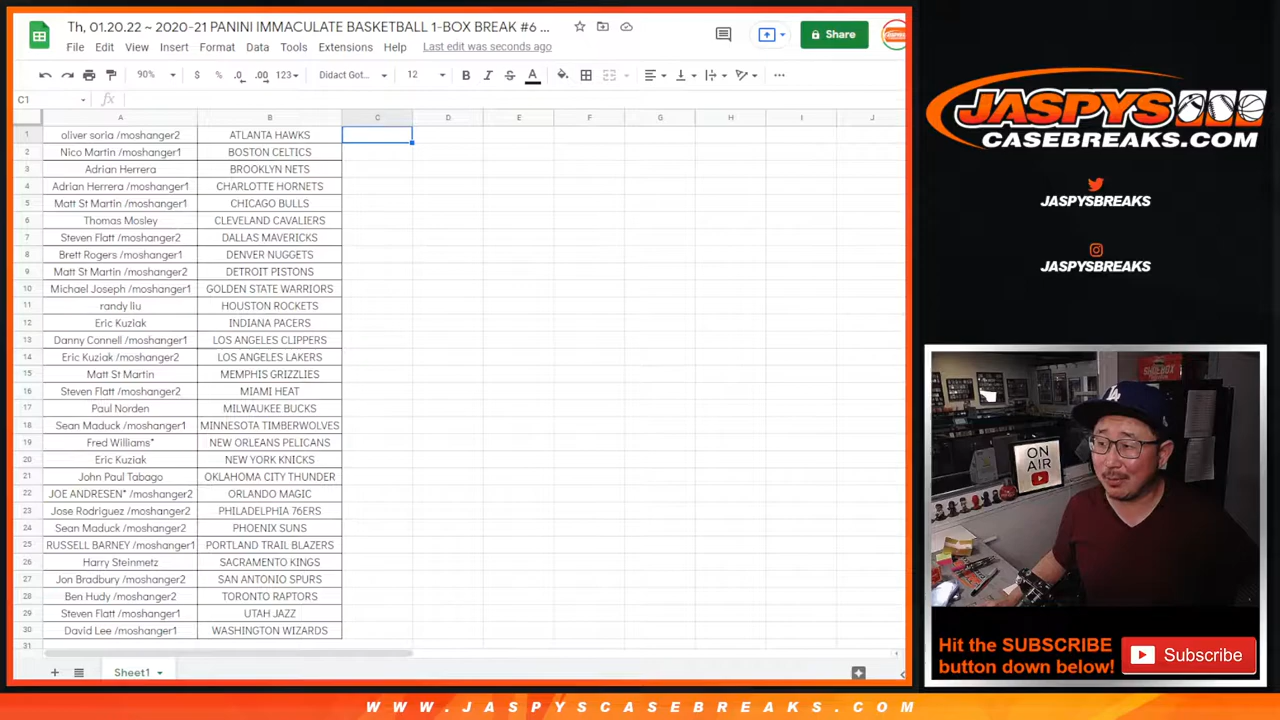 Th, 01.20.22 ~ 2020-21 PANINI IMMACULATE BASKETBALL 1-BOX BREAK #6 ...
File Edit View Insert Format Data Tools Extensions Help Last edit was seconds ago
Share
90% $ % .0 .00 123 Didact Got... 12 B I S A
C1 fx
A B C D E F G H I J
1 oliver soria /moshanger2 ATLANTA HAWKS
2 Nico Martin /moshanger1 BOSTON CELTICS
3 Adrian Herrera BROOKLYN NETS
4 Adrian Herrera /moshanger1 CHARLOTTE HORNETS
5 Matt St Martin /moshanger1 CHICAGO BULLS
6 Thomas Mosley CLEVELAND CAVALIERS
7 Steven Flatt /moshanger2 DALLAS MAVERICKS
8 Brett Rogers /moshanger1 DENVER NUGGETS
9 Matt St Martin /moshanger2 DETROIT PISTONS
10 Michael Joseph /moshanger1 GOLDEN STATE WARRIORS
11 randy liu HOUSTON ROCKETS
12 Eric Kuziak INDIANA PACERS
13 Danny Connell /moshanger1 LOS ANGELES CLIPPERS
14 Eric Kuziak /moshanger2 LOS ANGELES LAKERS
15 Matt St Martin MEMPHIS GRIZZLIES
16 Steven Flatt /moshanger2 MIAMI HEAT
17 Paul Norden MILWAUKEE BUCKS
18 Sean Maduck /moshanger1 MINNESOTA TIMBERWOLVES
19 Fred Williams* NEW ORLEANS PELICANS
20 Eric Kuziak NEW YORK KNICKS
21 John Paul Tabago OKLAHOMA CITY THUNDER
22 JOE ANDRESEN* /moshanger2 ORLANDO MAGIC
23 Jose Rodriguez /moshanger2 PHILADELPHIA 76ERS
24 Sean Maduck /moshanger2 PHOENIX SUNS
25 RUSSELL BARNEY /moshanger1 PORTLAND TRAIL BLAZERS
26 Harry Steinmetz SACRAMENTO KINGS
27 Jon Bradbury /moshanger2 SAN ANTONIO SPURS
28 Ben Hudy /moshanger2 TORONTO RAPTORS
29 Steven Flatt /moshanger1 UTAH JAZZ
30 David Lee /moshanger1 WASHINGTON WIZARDS
31
Sheet1
JASPYS
CASEBREAKS.COM
JASPYSBREAKS
JASPYSBREAKS
ON
AIR
LA
Hit the SUBSCRIBE
button down below!
Subscribe
WWW.JASPYSCASEBREAKS.COM